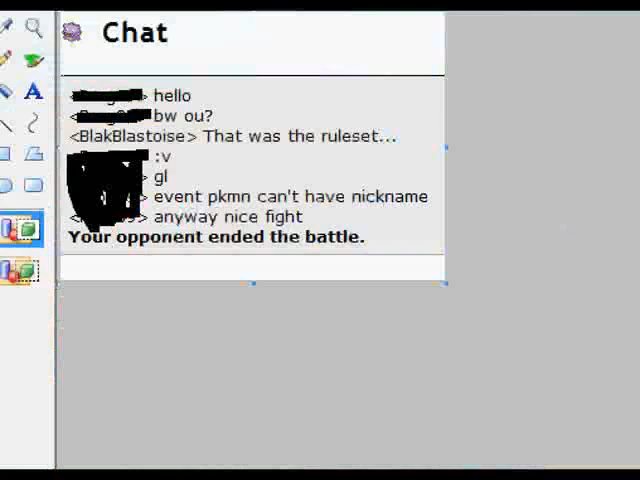 Chat
hello
bw ou?
<BlakBlastoise> That was the ruleset...
:v
gl
event pkmn can't have nickname
anyway nice fight
Your opponent ended the battle.